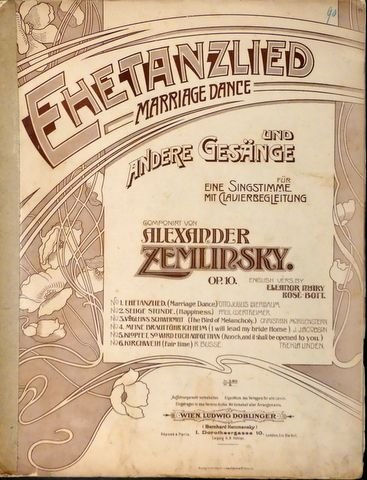 90
EHETANZLIED
MARRIAGE DANCE
UND
ANDERE GESÄNGE
FÜR
EINE SINGSTIMME
MIT CLAVIERBEGLEITUNG
COMPONIRT VON
ALEXANDER
ZEMLINSKY.
OP. 10.
ENGLISH VERS. BY
ELEANOR MARY
ROSE-BOTT.
No 1. EHETANZLIED. (Marriage Dance) OTTO JULIUS BIERBAUM.
No 2. SELIGE STUNDE. (Happiness) PAUL WERTHEIMER.
No 3. VÖGLEIN SCHWERMUT (The Bird of Melancholy.) CHRISTIAN MORGENSTERN
No 4. MEINE BRAUT FÜHR ICH HEIM (I will lead my bride Home) J. JACOBSEN
No 5. KLOPFET, SO WIRD EUCH AUFGETHAN (Knock, and it shall be opened to you.)
No 6. KIRCHWEIH (Fair time) R. BUSSE
WIEN, LUDWIG DOBLINGER
(Bernhard Herzmansky)
I. Dorotheergasse 10.